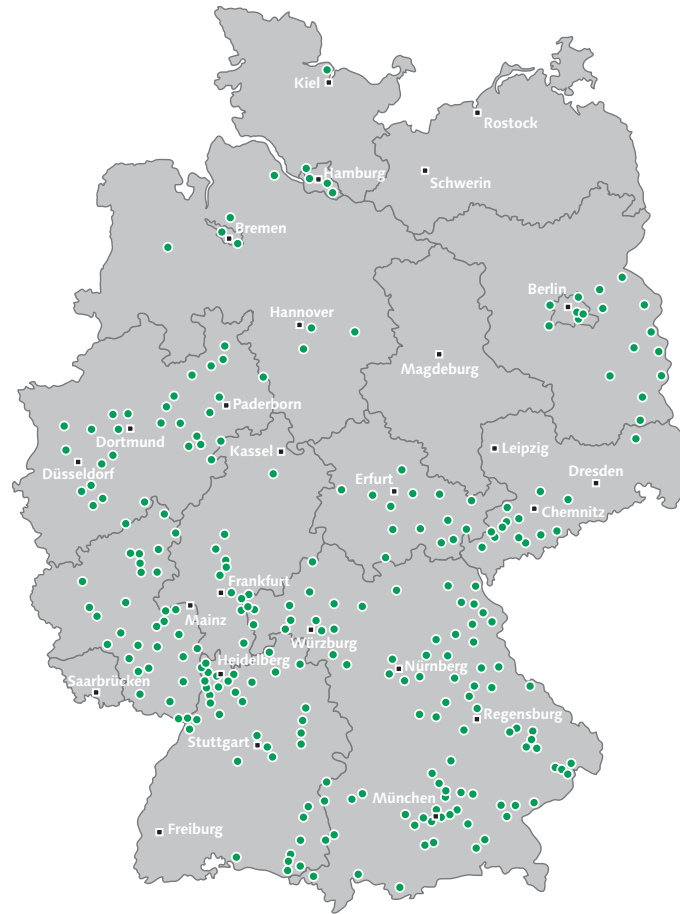 Kiel
Rostock
Hamburg
Schwerin
Bremen
Berlin
Hannover
Magdeburg
Paderborn
Dortmund
Kassel
Leipzig
Düsseldorf
Erfurt
Dresden
Chemnitz
Frankfurt
Mainz
Würzburg
Heidelberg
Nürnberg
Saarbrücken
Regensburg
Stuttgart
München
Freiburg